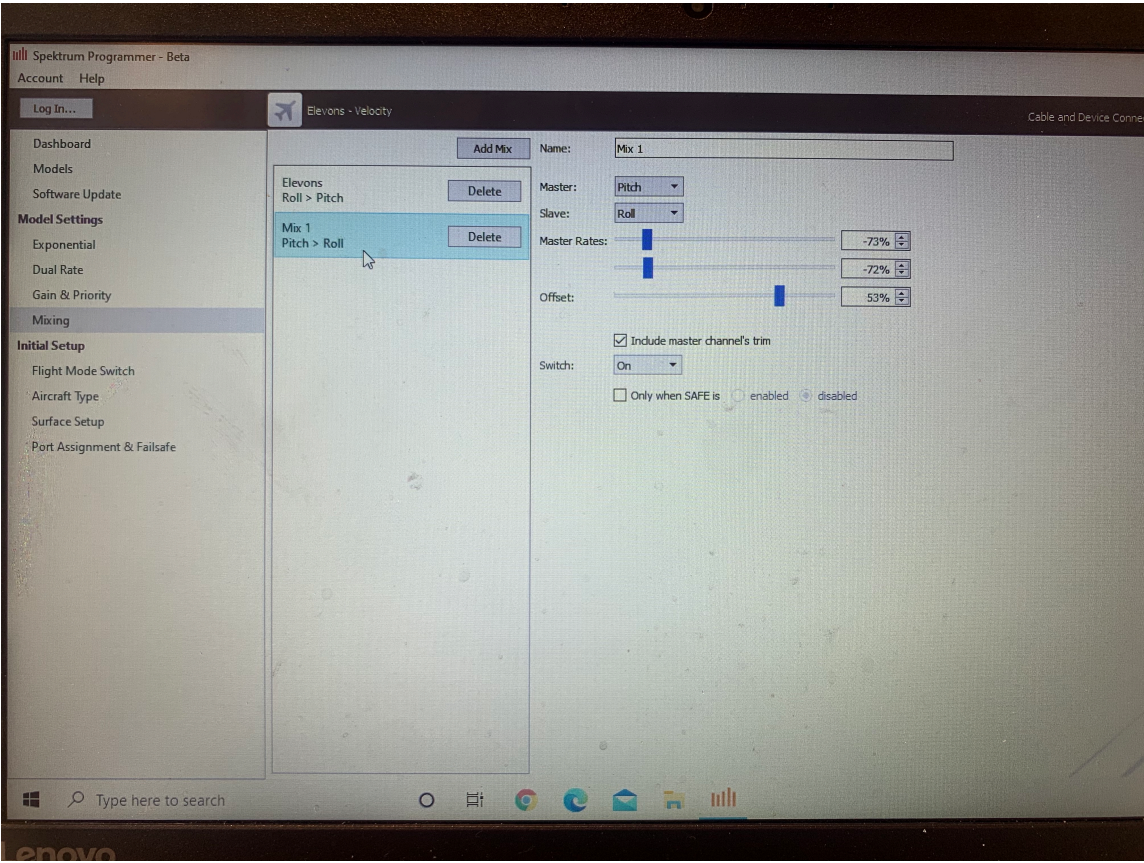 Spektrum Programmer - Beta
Account Help
Log In...
Elevons - Velocity
Cable and Device Conne
Dashboard
Models
Software Update
Model Settings
Exponential
Dual Rate
Gain & Priority
Mixing
Initial Setup
Flight Mode Switch
Aircraft Type
Surface Setup
Port Assignment & Failsafe
Add Mix
Elevons
Roll > Pitch
Delete
Mix 1
Pitch > Roll
Delete
Name: Mix 1
Master: Pitch
Slave: Roll
Master Rates: -73%
-72%
Offset: 53%
Include master channel's trim
Switch: On
Only when SAFE is enabled disabled
Type here to search
Lenovo